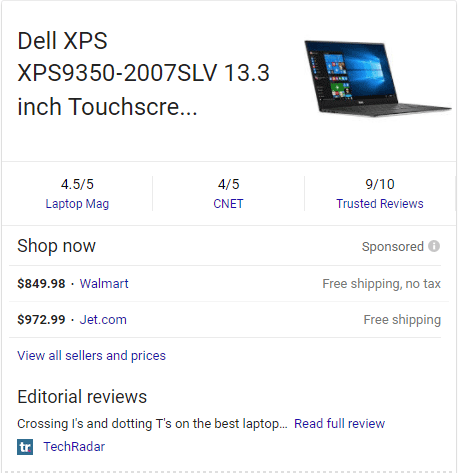 Dell XPS
XPS9350-2007SLV 13.3
inch Touchscre...
4.5/5
Laptop Mag
4/5
CNET
9/10
Trusted Reviews
Shop now
Sponsored
$849.98 · Walmart
Free shipping, no tax
$972.99 · Jet.com
Free shipping
View all sellers and prices
Editorial reviews
Crossing I's and dotting T's on the best laptop... Read full review
tr TechRadar